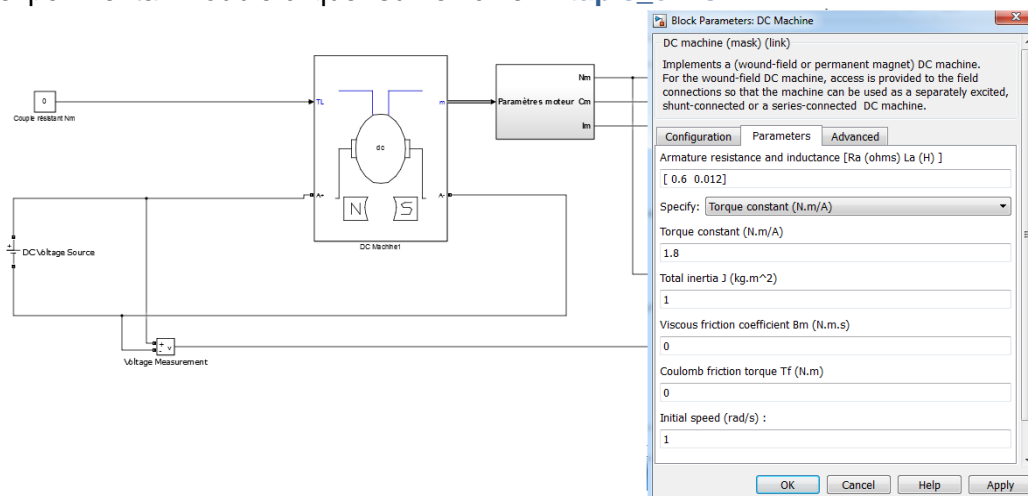 Block Parameters: DC Machine
DC machine (mask) (link)
Implements a (wound-field or permanent magnet) DC machine.
For the wound-field DC machine, access is provided to the field
connections so that the machine can be used as a separately excited,
shunt-connected or a series-connected DC machine.
Configuration Parameters Advanced
Armature resistance and inductance [Ra (ohms) La (H) ]
[ 0.6 0.012]
Specify: Torque constant (N.m/A)
Torque constant (N.m/A)
1.8
Total inertia J (kg.m^2)
1
Viscous friction coefficient Bm (N.m.s)
0
Coulomb friction torque Tf (N.m)
0
Initial speed (rad/s) :
1
OK Cancel Help Apply
0
Couple résistant Nm
TL
m
dc
A+
A-
N S
DC Machine1
Nm
Paramètres moteur Cm
Im
+
DC Voltage Source
+
-
v
Voltage Measurement